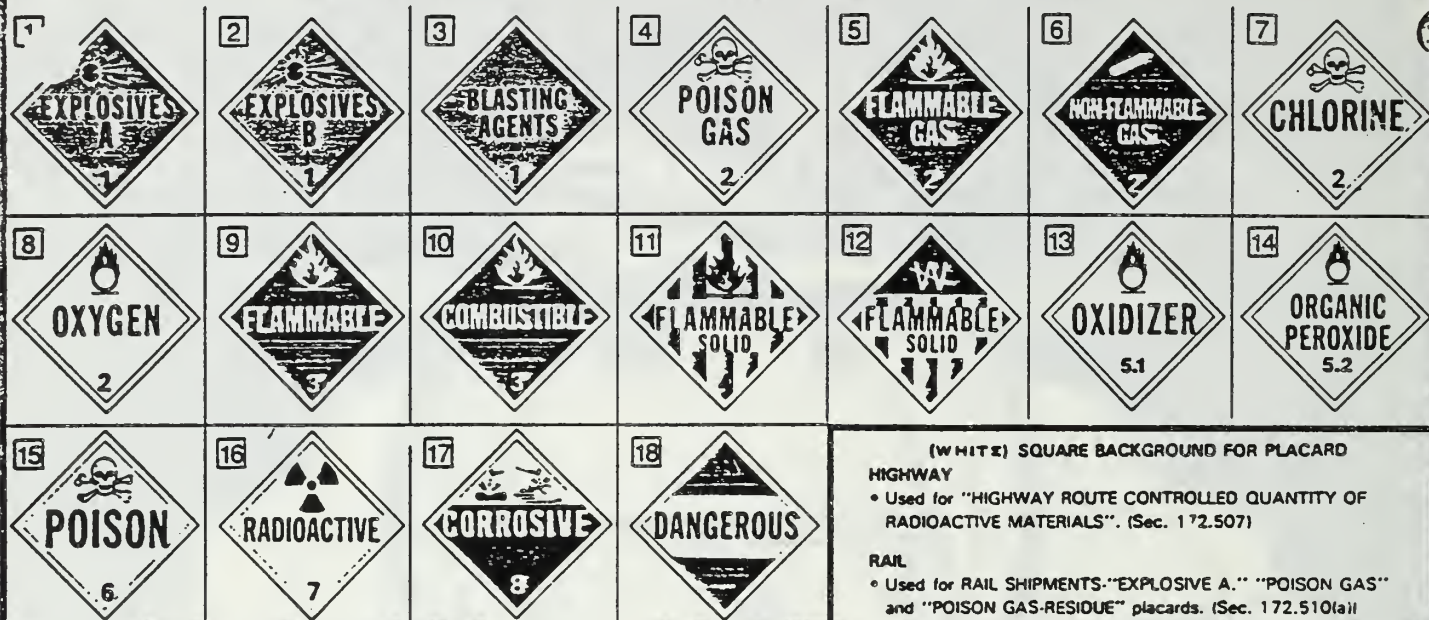 1
EXPLOSIVES
A
1
2
EXPLOSIVES
B
1
3
BLASTING
AGENTS
1
4
POISON
GAS
2
5
FLAMMABLE
GAS
2
6
NON-FLAMMABLE
GAS
2
7
CHLORINE
2
8
OXYGEN
2
9
FLAMMABLE
3
10
COMBUSTIBLE
3
11
FLAMMABLE
SOLID
4
12
FLAMMABLE
SOLID
4
13
OXIDIZER
5.1
14
ORGANIC
PEROXIDE
5.2
15
POISON
6
16
RADIOACTIVE
7
17
CORROSIVE
8
18
DANGEROUS
(WHITE) SQUARE BACKGROUND FOR PLACARD
HIGHWAY
• Used for "HIGHWAY ROUTE CONTROLLED QUANTITY OF
RADIOACTIVE MATERIALS". (Sec. 172.507)
RAIL
• Used for RAIL SHIPMENTS-"EXPLOSIVE A." "POISON GAS"
and "POISON GAS-RESIDUE" placards. (Sec. 172.510(a))